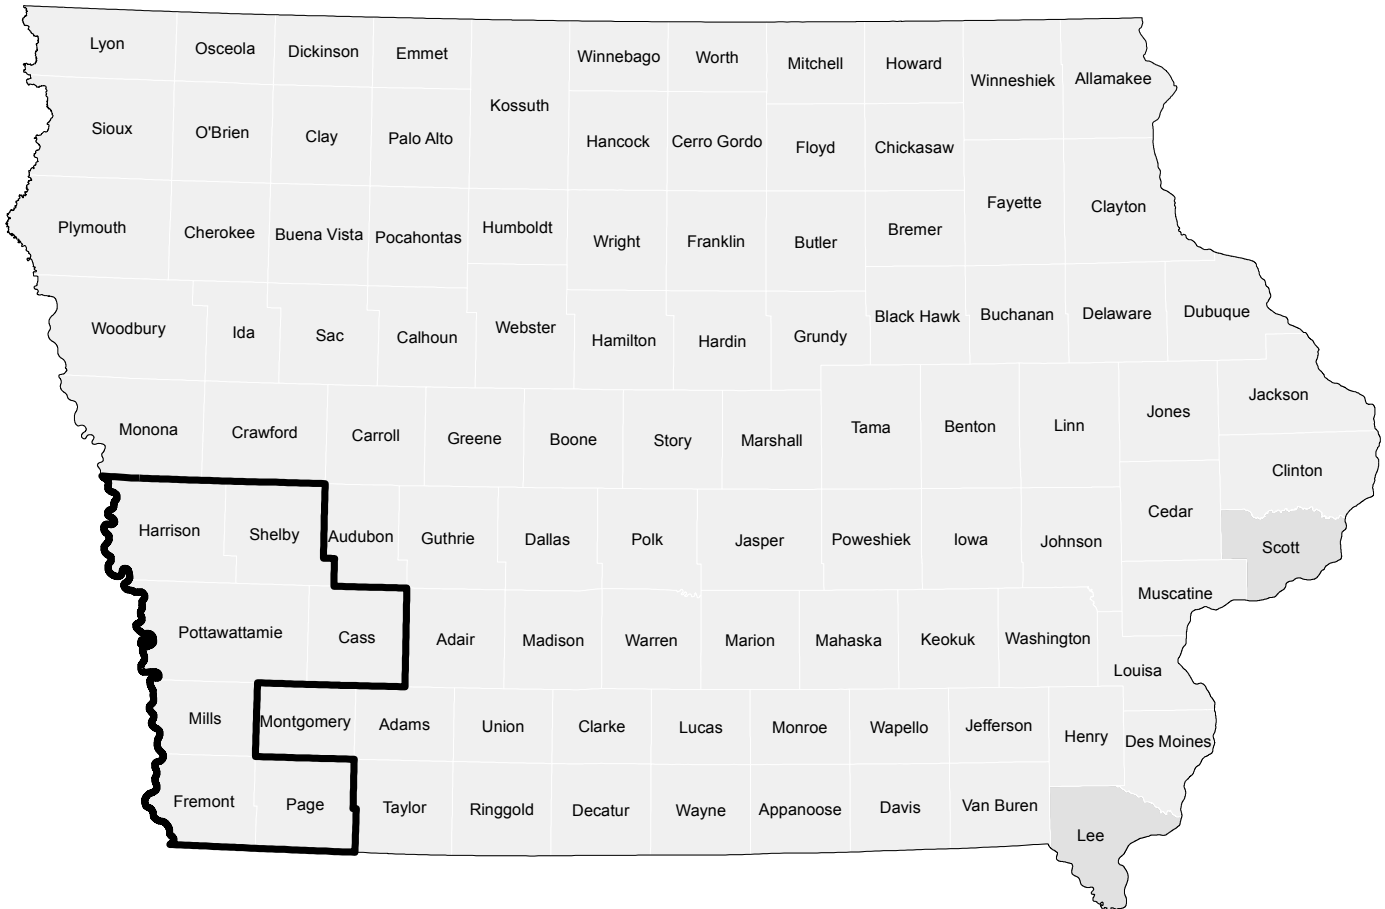 Lyon
Osceola
Dickinson
Emmet
Kossuth
Winnebago
Worth
Mitchell
Howard
Winneshiek
Allamakee
Sioux
O'Brien
Clay
Palo Alto
Hancock
Cerro Gordo
Floyd
Chickasaw
Fayette
Clayton
Plymouth
Cherokee
Buena Vista
Pocahontas
Humboldt
Wright
Franklin
Butler
Bremer
Woodbury
Ida
Sac
Calhoun
Webster
Hamilton
Hardin
Grundy
Black Hawk
Buchanan
Delaware
Dubuque
Monona
Crawford
Carroll
Greene
Boone
Story
Marshall
Tama
Benton
Linn
Jones
Jackson
Clinton
Harrison
Shelby
Audubon
Guthrie
Dallas
Polk
Jasper
Poweshiek
Iowa
Johnson
Cedar
Scott
Muscatine
Pottawattamie
Cass
Adair
Madison
Warren
Marion
Mahaska
Keokuk
Washington
Louisa
Mills
Montgomery
Adams
Union
Clarke
Lucas
Monroe
Wapello
Jefferson
Henry
Des Moines
Fremont
Page
Taylor
Ringgold
Decatur
Wayne
Appanoose
Davis
Van Buren
Lee